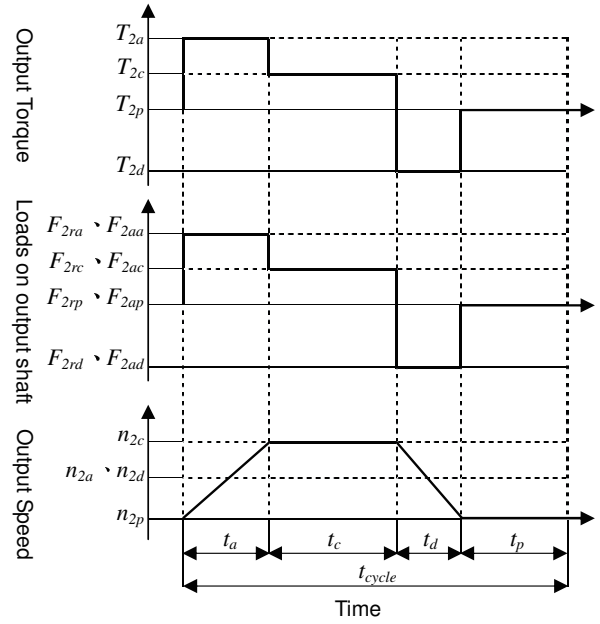 Output Torque
T2a
T2c
T2p
T2d
Loads on output shaft
F2ra、F2aa
F2rc、F2ac
F2rp、F2ap
F2rd、F2ad
Output Speed
n2c
n2a、n2d
n2p
ta tc td tp
tcycle
Time